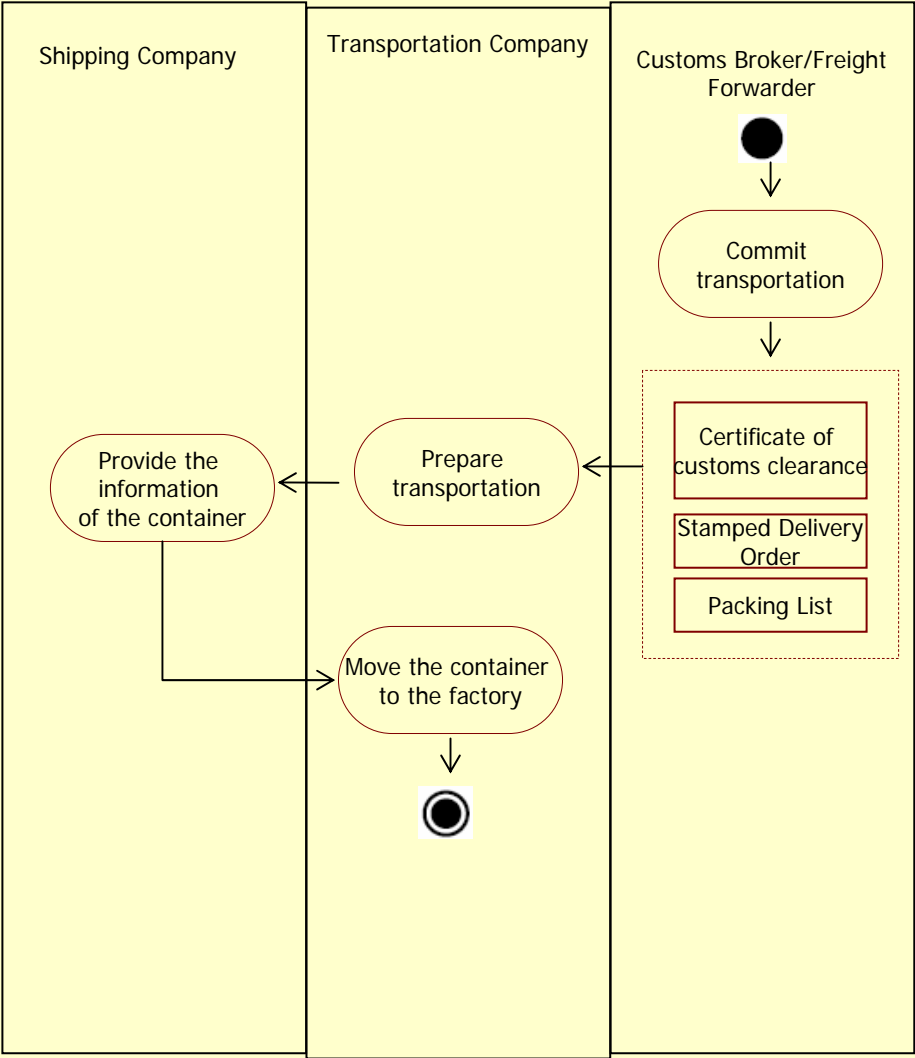 Shipping Company
Transportation Company
Customs Broker/Freight
Forwarder
Commit
transportation
Certificate of
customs clearance
Stamped Delivery
Order
Packing List
Prepare
transportation
Provide the
information
of the container
Move the container
to the factory